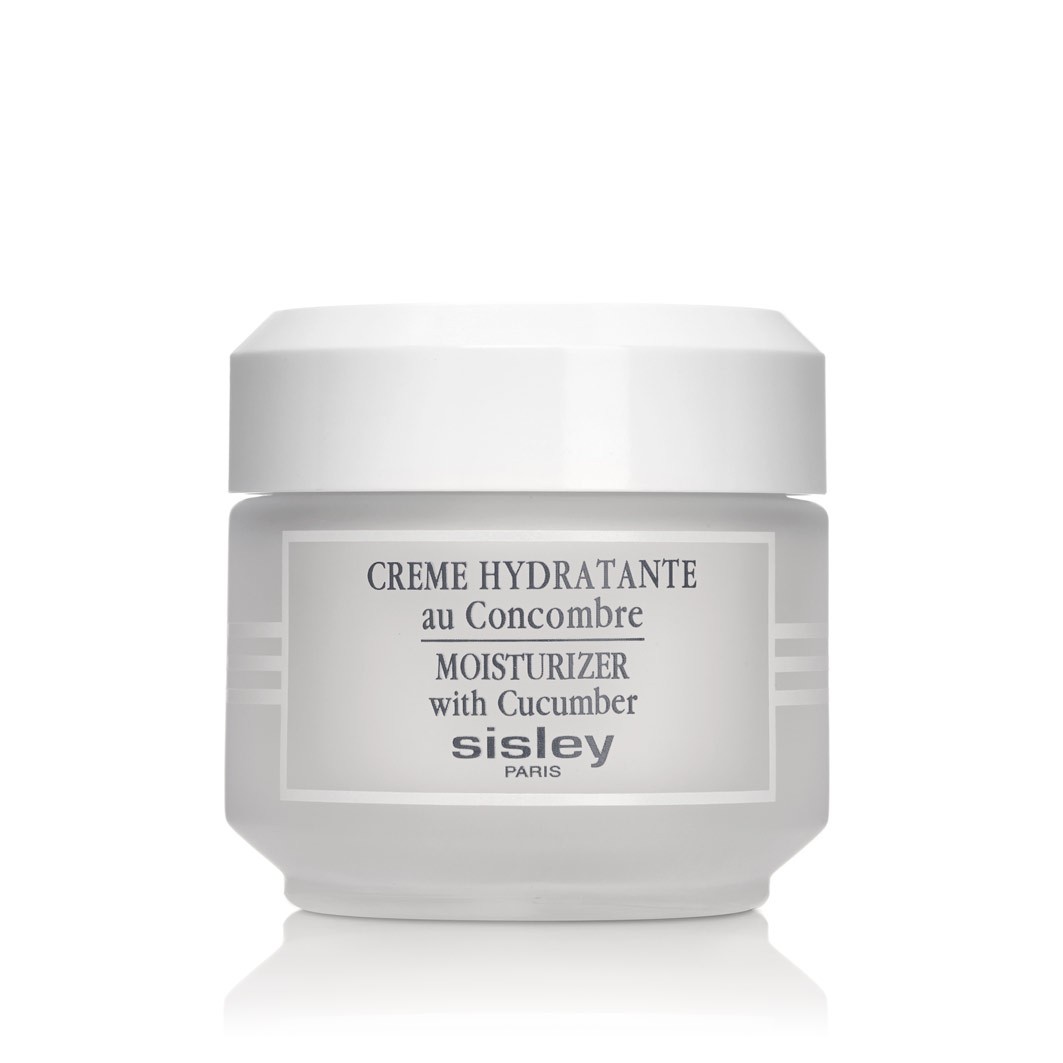 CREME HYDRATANTE
au Concombre
MOISTURIZER
with Cucumber
sisley
PARIS